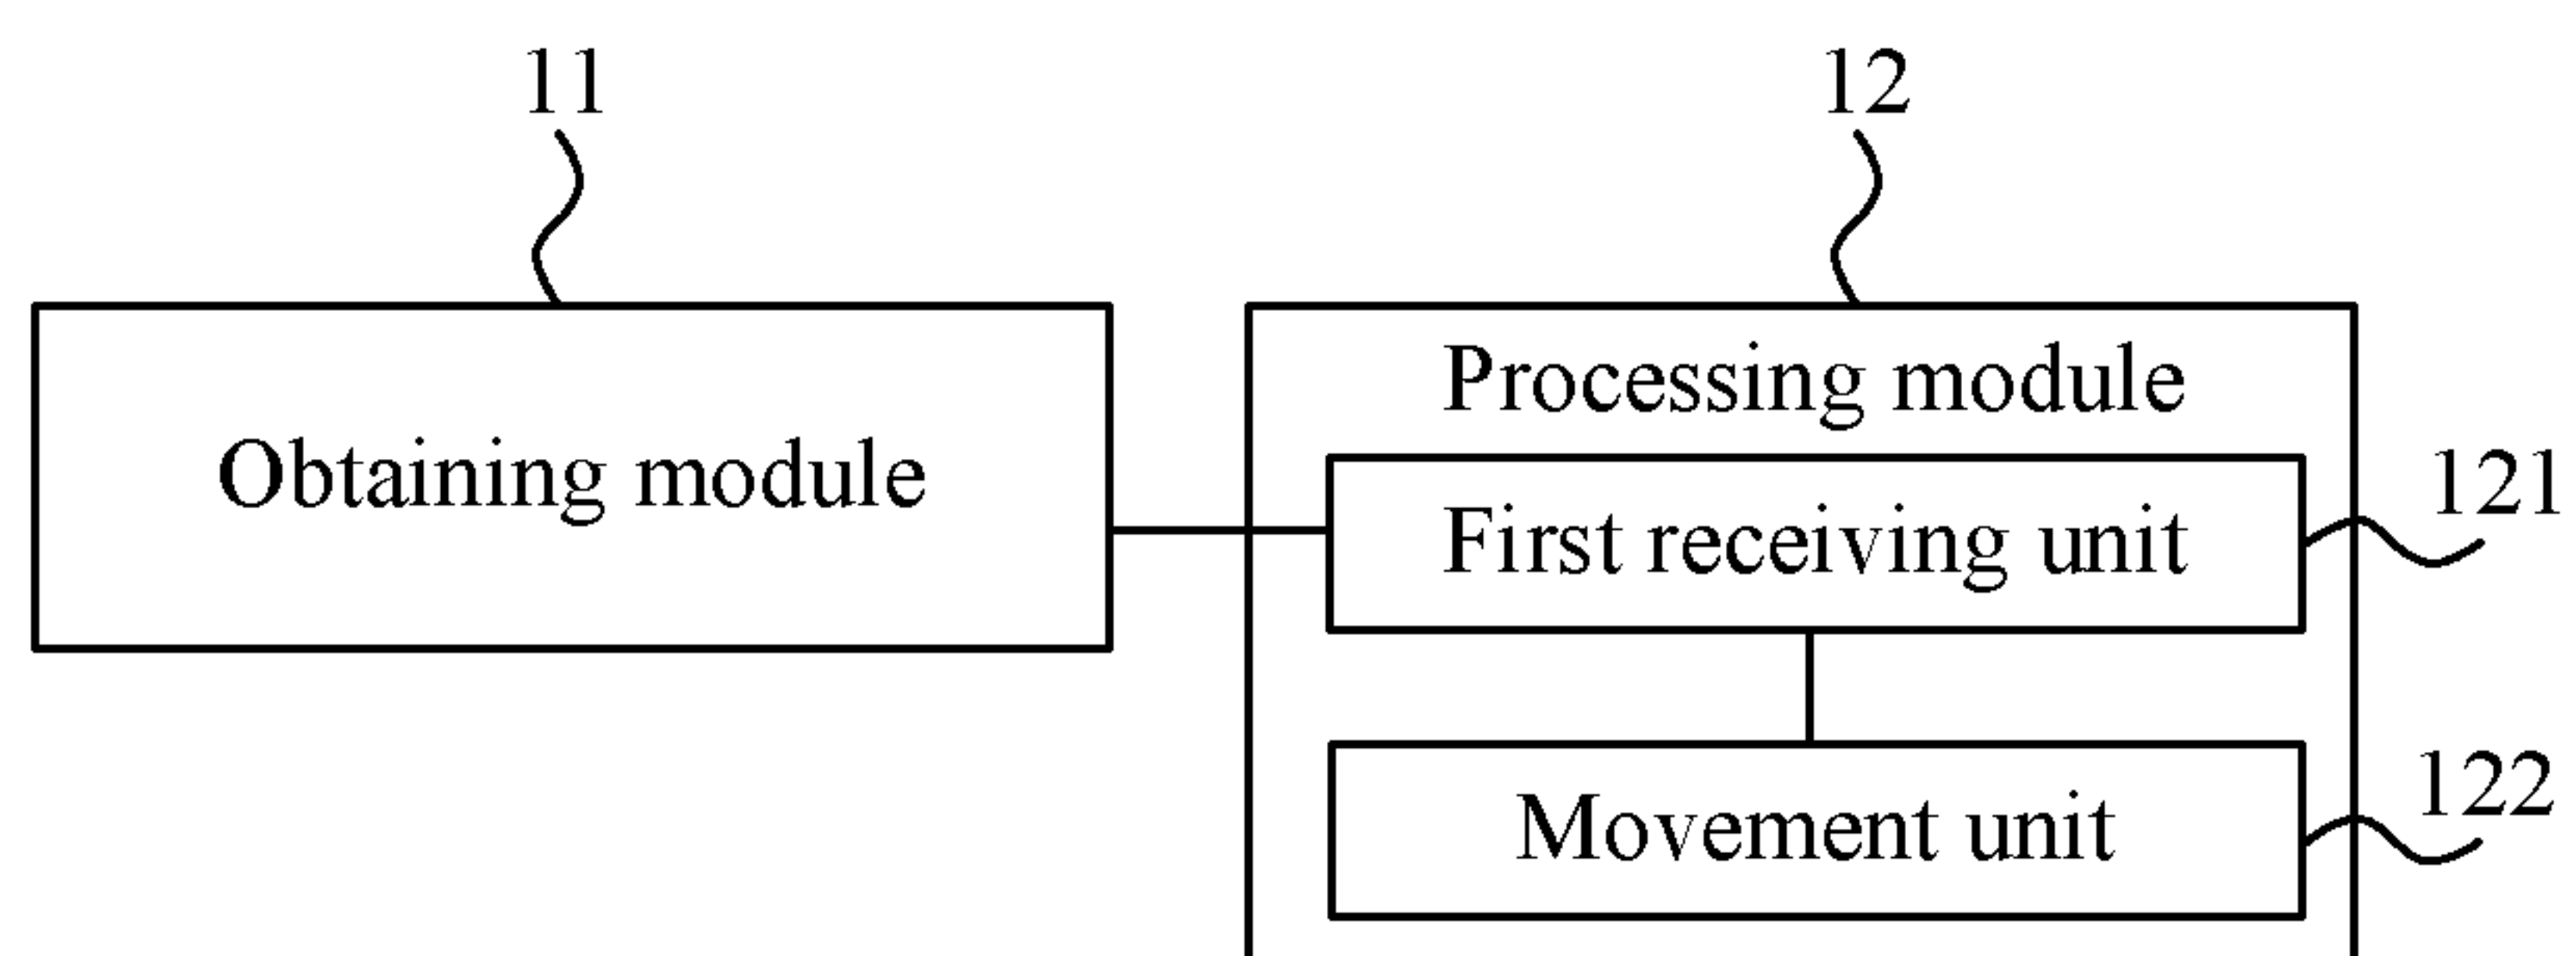 11
12
Obtaining module
Processing module
First receiving unit
121
Movement unit
122